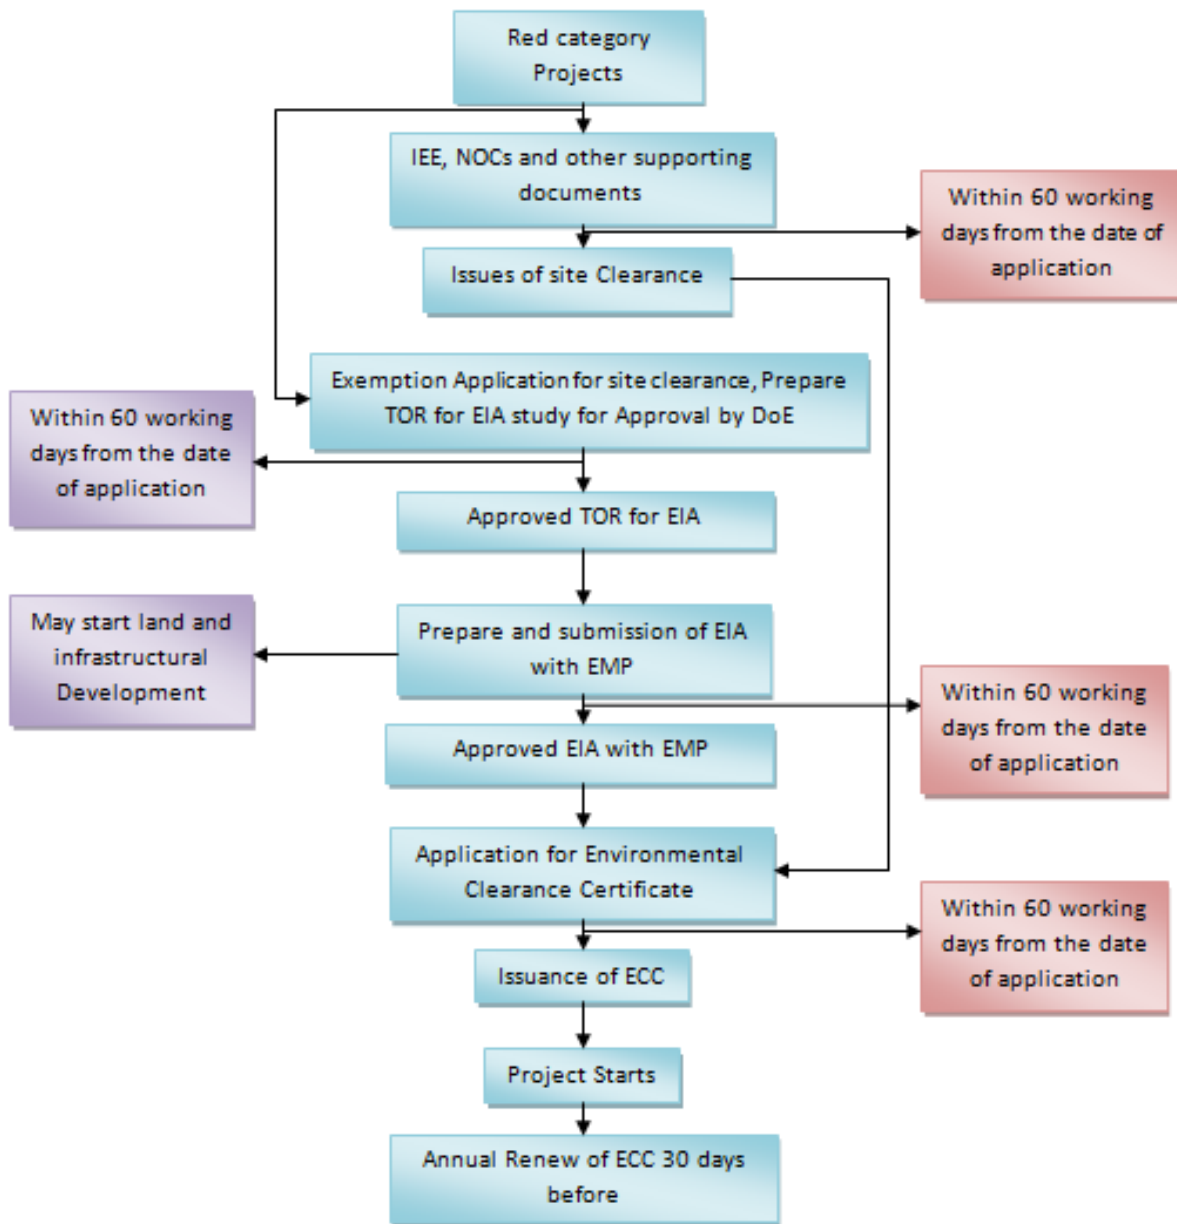 Red category
Projects
IEE, NOCs and other supporting
documents
Within 60 working
days from the date of
application
Issues of site Clearance
Exemption Application for site clearance, Prepare
TOR for EIA study for Approval by DoE
Within 60 working
days from the date
of application
Approved TOR for EIA
May start land and
infrastructural
Development
Prepare and submission of EIA
with EMP
Within 60 working
days from the date
of application
Approved EIA with EMP
Application for Environmental
Clearance Certificate
Within 60 working
days from the date
of application
Issuance of ECC
Project Starts
Annual Renew of ECC 30 days
before